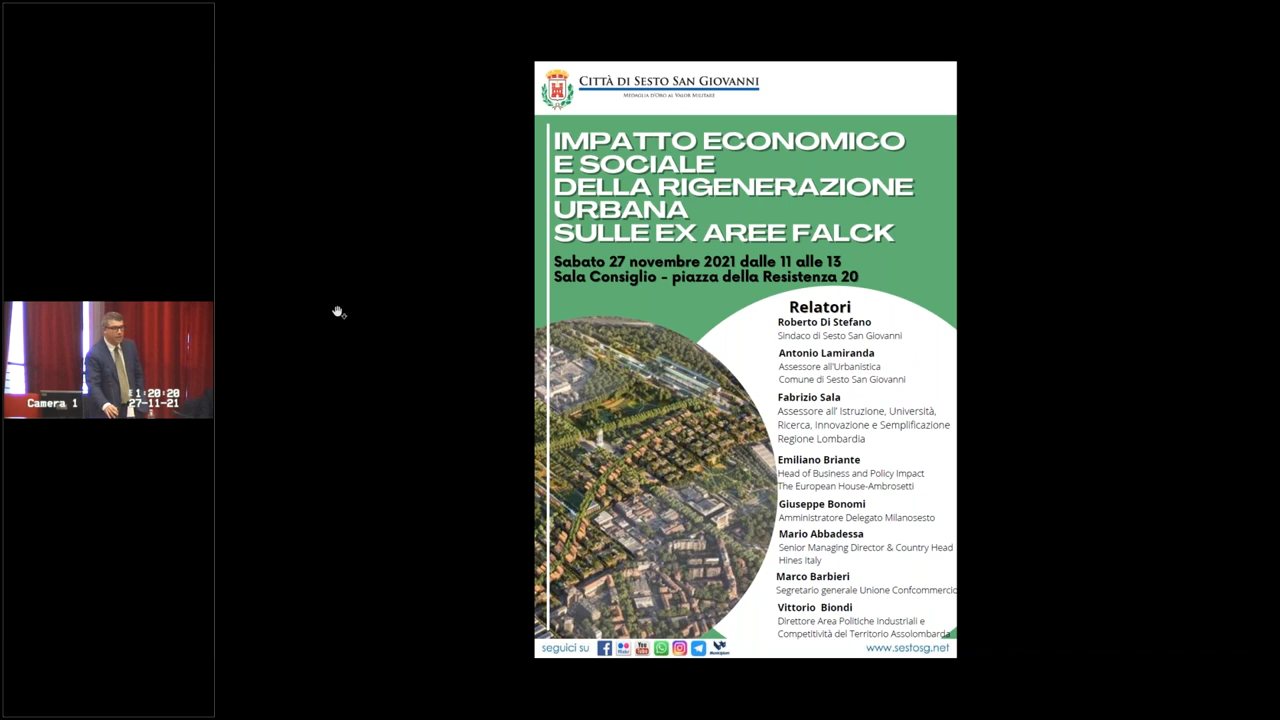 CITTÀ DI SESTO SAN GIOVANNI
MEDAGLIA D'ORO AL VALOR MILITARE
IMPATTO ECONOMICO
E SOCIALE
DELLA RIGENERAZIONE
URBANA
SULLE EX AREE FALCK
Sabato 27 novembre 2021 dalle 11 alle 13
Sala Consiglio - piazza della Resistenza 20
Relatori
Roberto Di Stefano
Sindaco di Sesto San Giovanni
Antonio Lamiranda
Assessore all'Urbanistica
Comune di Sesto San Giovanni
Fabrizio Sala
Assessore all' Istruzione, Università,
Ricerca, Innovazione e Semplificazione
Regione Lombardia
Emiliano Briante
Head of Business and Policy Impact
The European House-Ambrosetti
Giuseppe Bonomi
Amministratore Delegato Milanosesto
Mario Abbadessa
Senior Managing Director & Country Head
Hines Italy
Marco Barbieri
Segretario generale Unione Confcommercio
Vittorio Biondi
Direttore Area Politiche Industriali e
Competitività del Territorio Assolombarda
seguici su
flickr
You Tube
www.sestosg.net
Camera 1
1:20:20
27-11-21